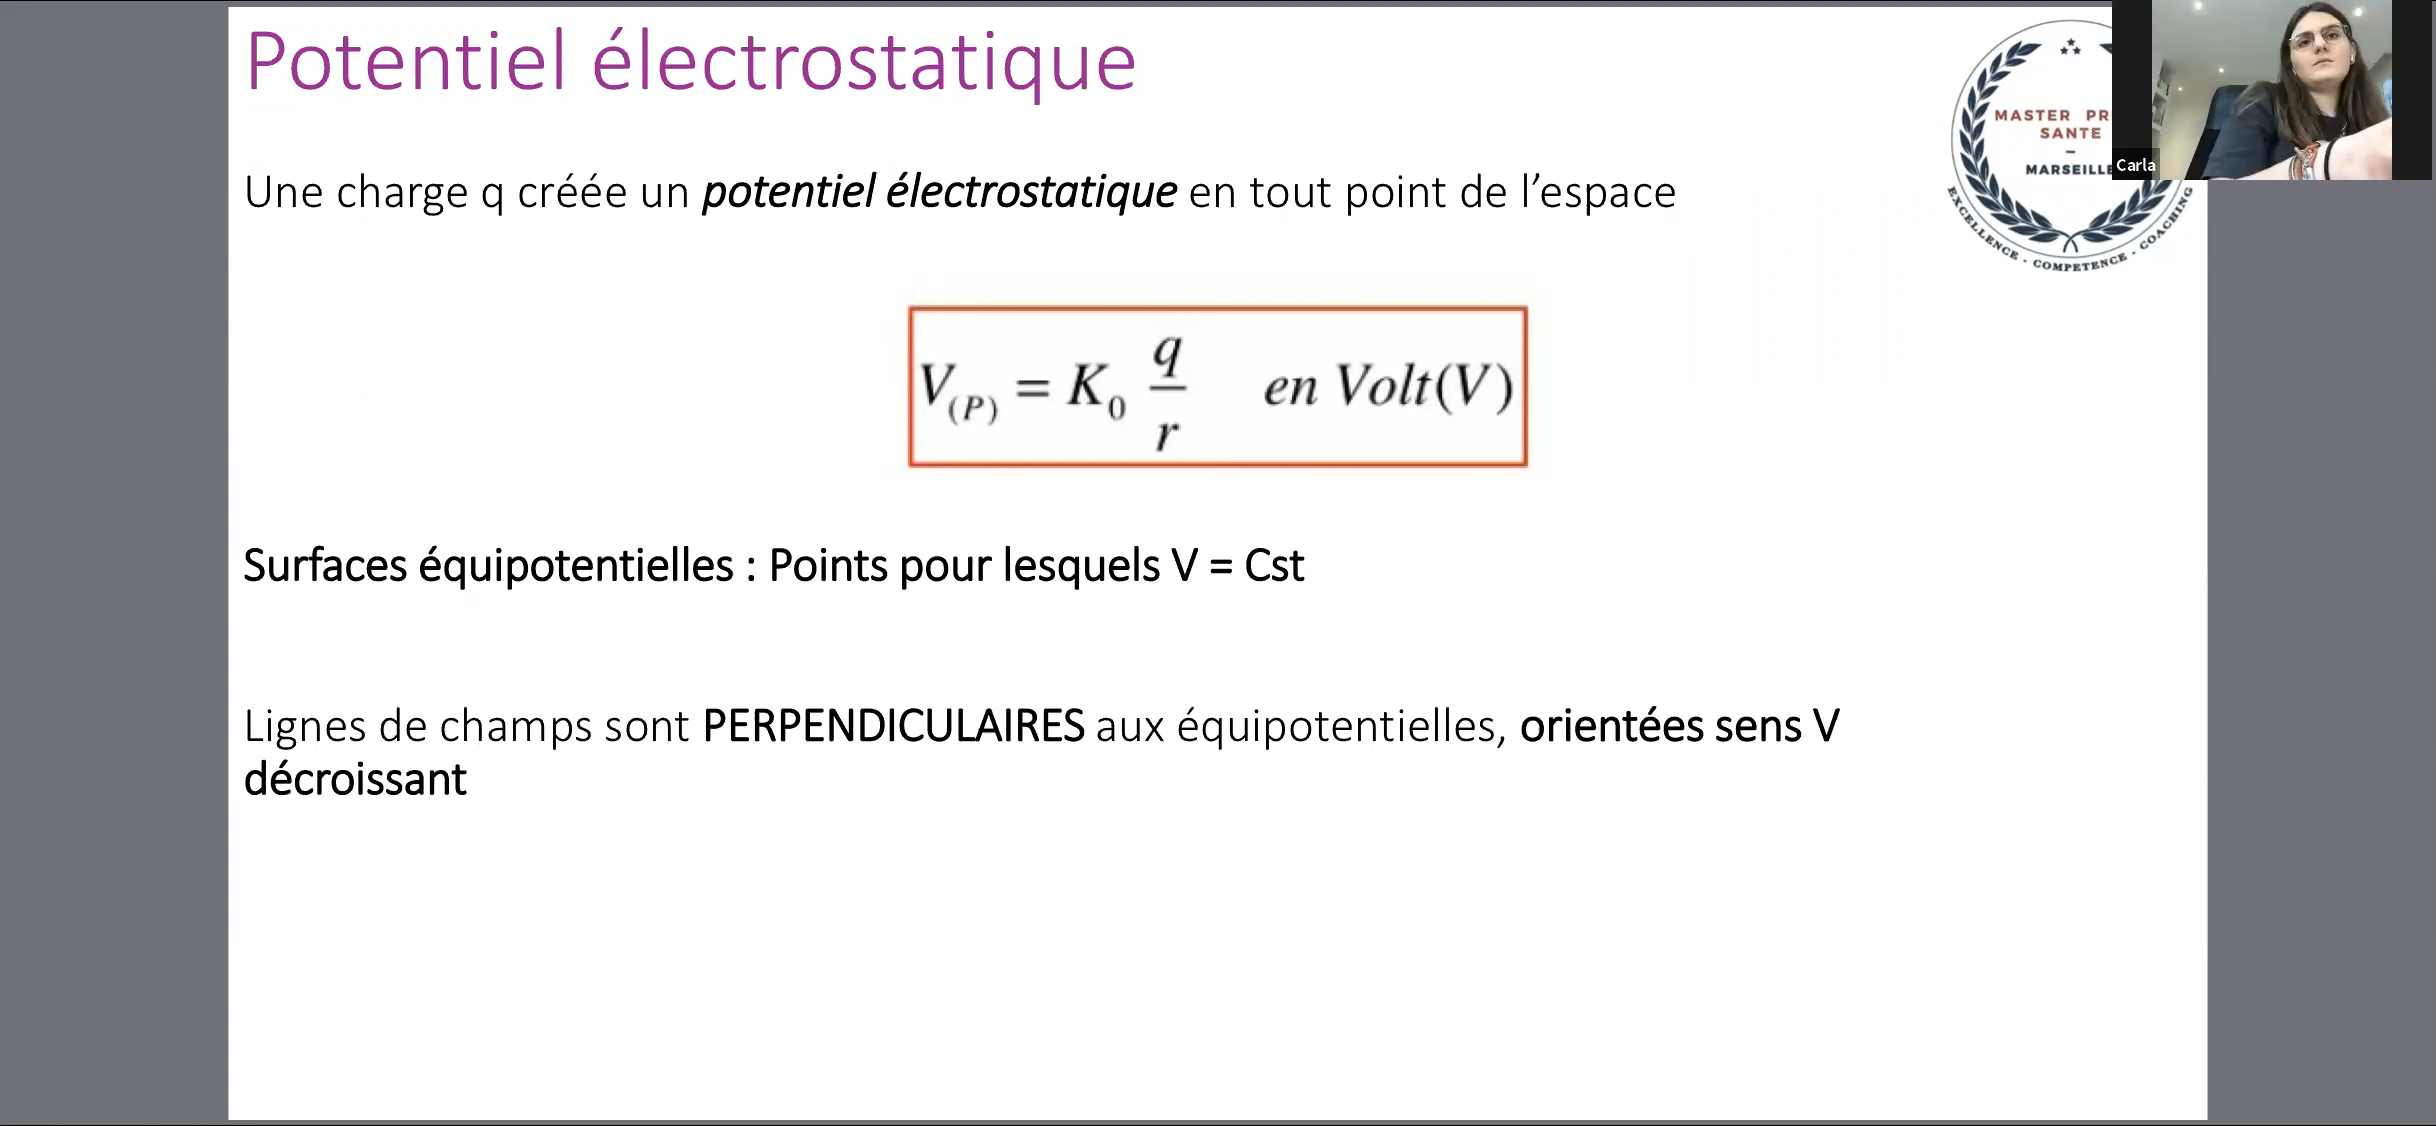 Potentiel électrostatique
Une charge q créée un potentiel électrostatique en tout point de l’espace
V(P) = K0 q/r en Volt(V)
Surfaces équipotentielles : Points pour lesquels V = Cst
Lignes de champs sont PERPENDICULAIRES aux équipotentielles, orientées sens V
décroissant
MASTER
SANTE
–
MARSEILLE
EXCELLENCE - COMPETENCE - COACHING
Carla